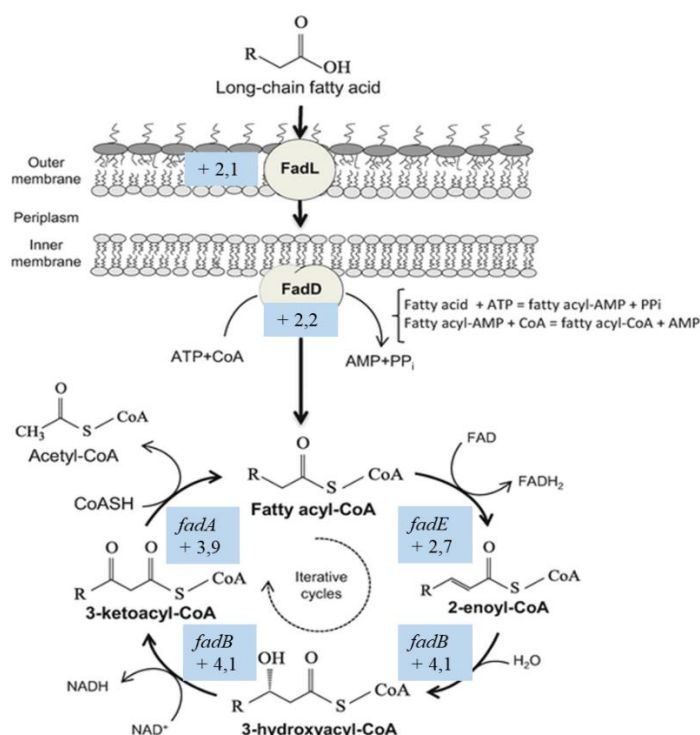 O
R
OH
Long-chain fatty acid
Outer
membrane
+ 2,1
FadL
Periplasm
Inner
membrane
FadD
+ 2,2
Fatty acid + ATP = fatty acyl-AMP + PPi
Fatty acyl-AMP + CoA = fatty acyl-CoA + AMP
ATP+CoA
AMP+PPi
O
CH3
S
CoA
Acetyl-CoA
O
R
S
CoA
Fatty acyl-CoA
FAD
FADH2
CoASH
fadA
+ 3,9
fadE
+ 2,7
O
O
R
S
CoA
3-ketoacyl-CoA
Iterative
cycles
O
R
S
CoA
2-enoyl-CoA
fadB
+ 4,1
fadB
+ 4,1
H2O
NADH
NAD+
OH
O
R
S
CoA
3-hydroxyacyl-CoA